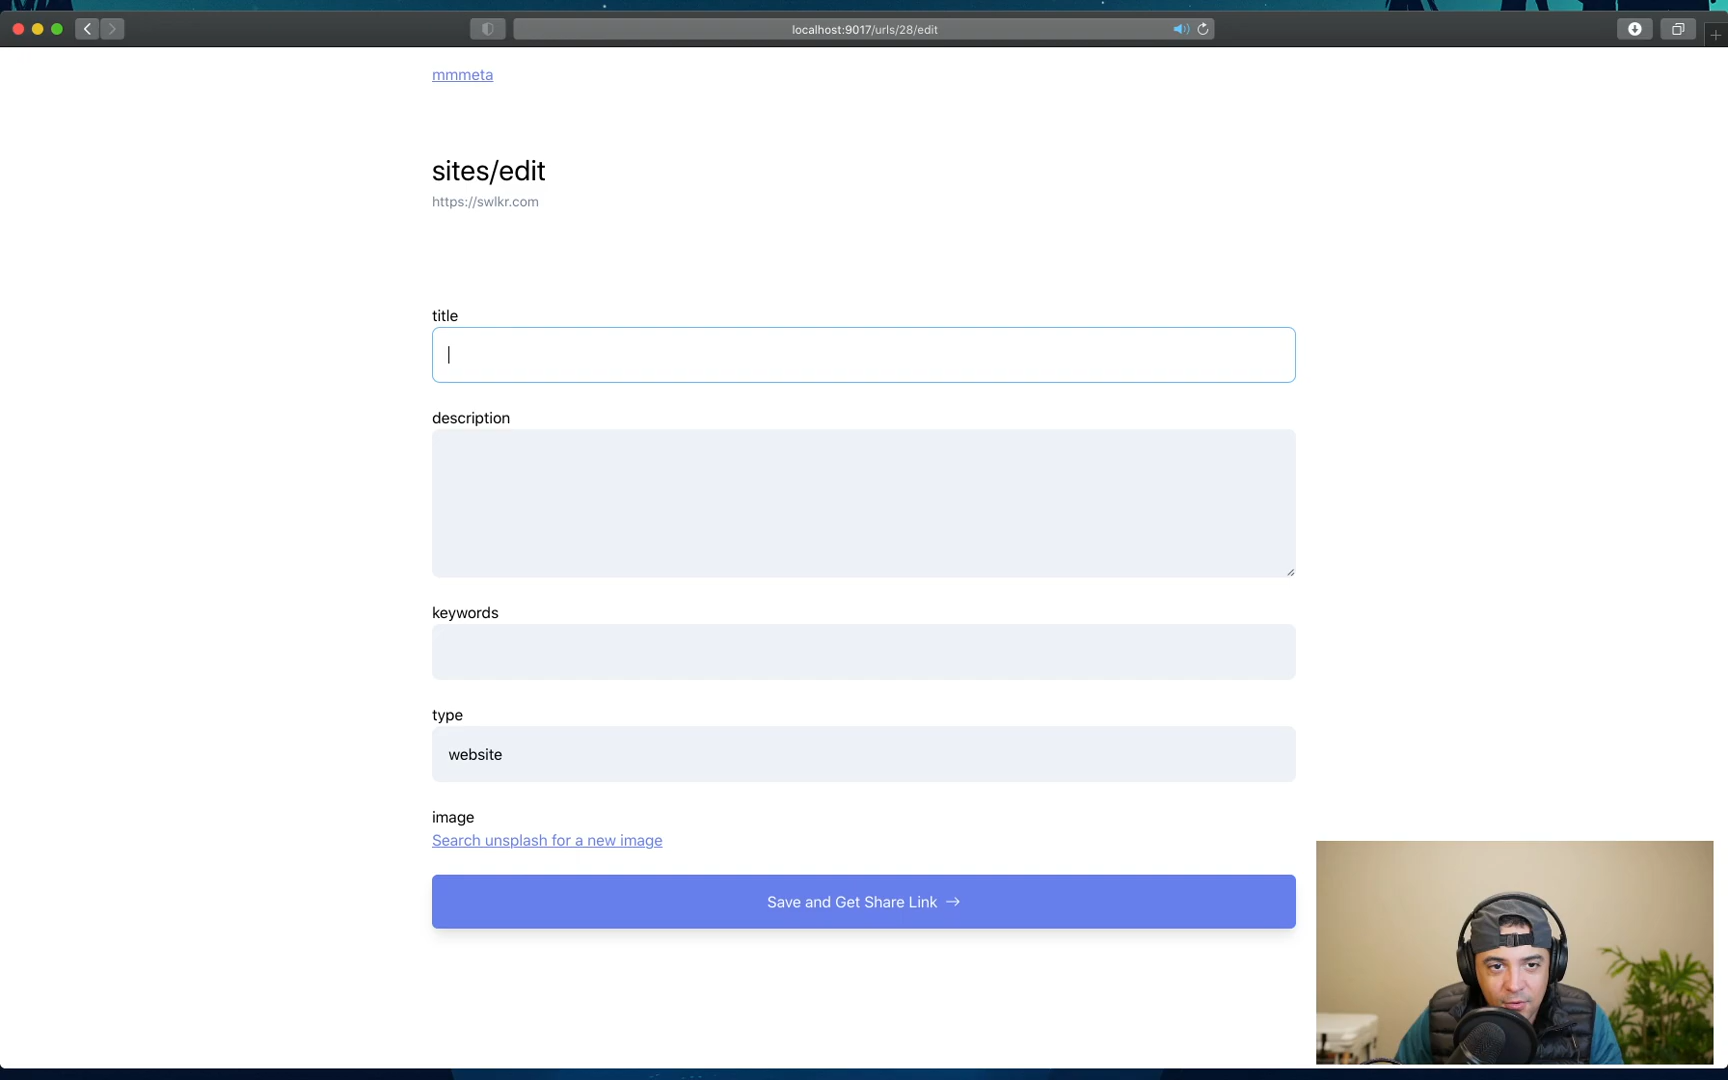 localhost:9017/urls/28/edit
mmmeta
sites/edit
https://swlkr.com
title
description
keywords
type
website
image
Search unsplash for a new image
Save and Get Share Link →